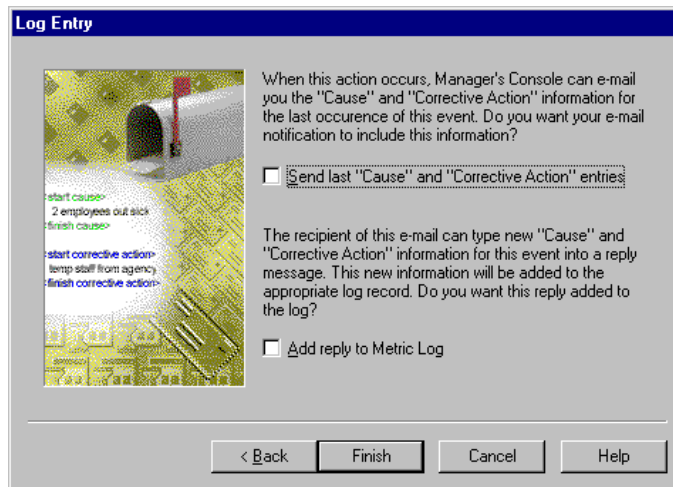 Log Entry
When this action occurs, Manager's Console can e-mail
you the "Cause" and "Corrective Action" information for
the last occurence of this event. Do you want your e-mail
notification to include this information?
Send last "Cause" and "Corrective Action" entries
<start cause>
2 employees out sick
<finish cause>
<start corrective action>
temp staff from agency
<finish corrective action>
The recipient of this e-mail can type new "Cause" and
"Corrective Action" information for this event into a reply
message. This new information will be added to the
appropriate log record. Do you want this reply added to
the log?
Add reply to Metric Log
< Back
Finish
Cancel
Help